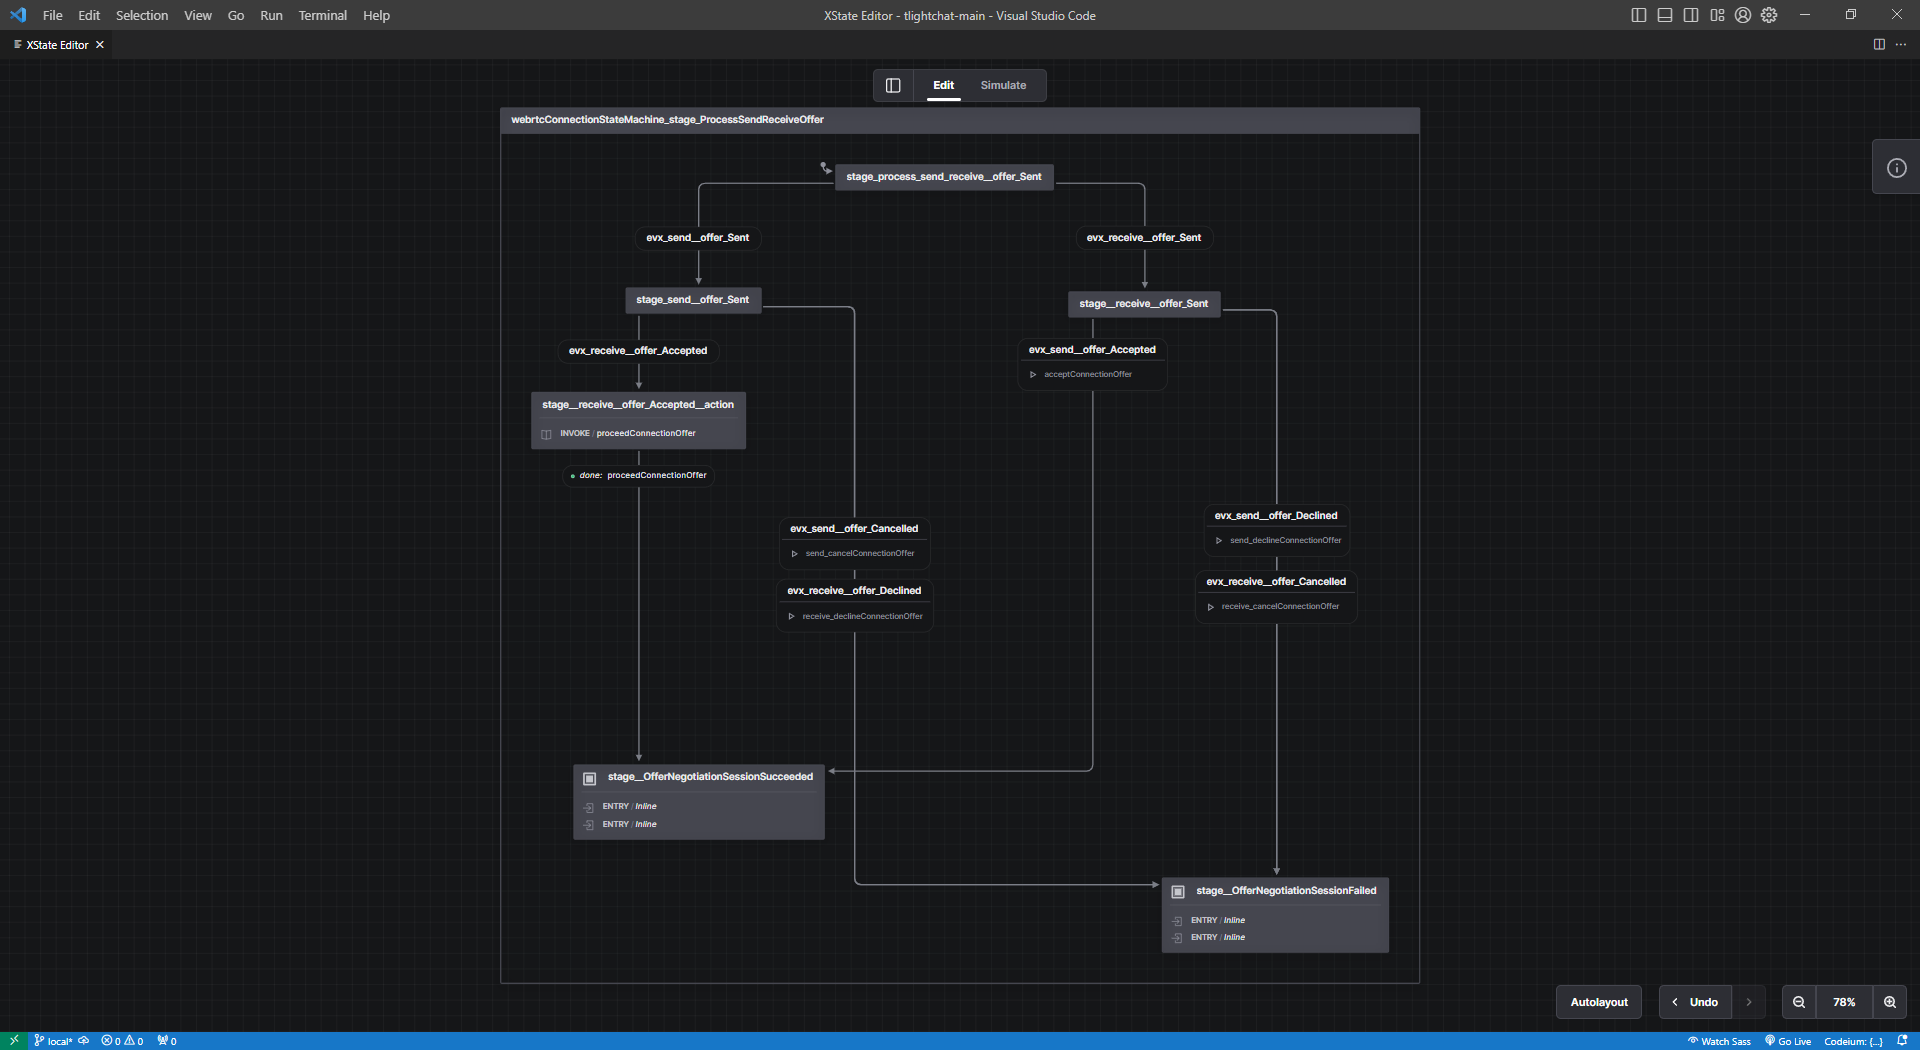 File Edit Selection View Go Run Terminal Help
XState Editor - tlightchat-main - Visual Studio Code
XState Editor
Edit Simulate
webrtcConnectionStateMachine_stage_ProcessSendReceiveOffer
stage_process_send_receive__offer_Sent
evx_send__offer_Sent
evx_receive__offer_Sent
stage_send__offer_Sent
stage__receive__offer_Sent
evx_receive__offer_Accepted
evx_send__offer_Accepted
acceptConnectionOffer
stage__receive__offer_Accepted__action
INVOKE / proceedConnectionOffer
done: proceedConnectionOffer
evx_send__offer_Cancelled
send_cancelConnectionOffer
evx_receive__offer_Declined
receive_declineConnectionOffer
evx_send__offer_Declined
send_declineConnectionOffer
evx_receive__offer_Cancelled
receive_cancelConnectionOffer
stage__OfferNegotiationSessionSucceeded
ENTRY / Inline
ENTRY / Inline
stage__OfferNegotiationSessionFailed
ENTRY / Inline
ENTRY / Inline
Autolayout
Undo
78%
local* 0 0 0
Watch Sass Go Live Codeium: {...}